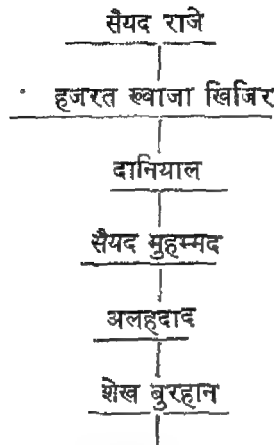 सैयद राजे
हजरत ख्वाजा खिजिर
दानियाल
सैयद मुहम्मद
अलहदाद
शेख बुरहान